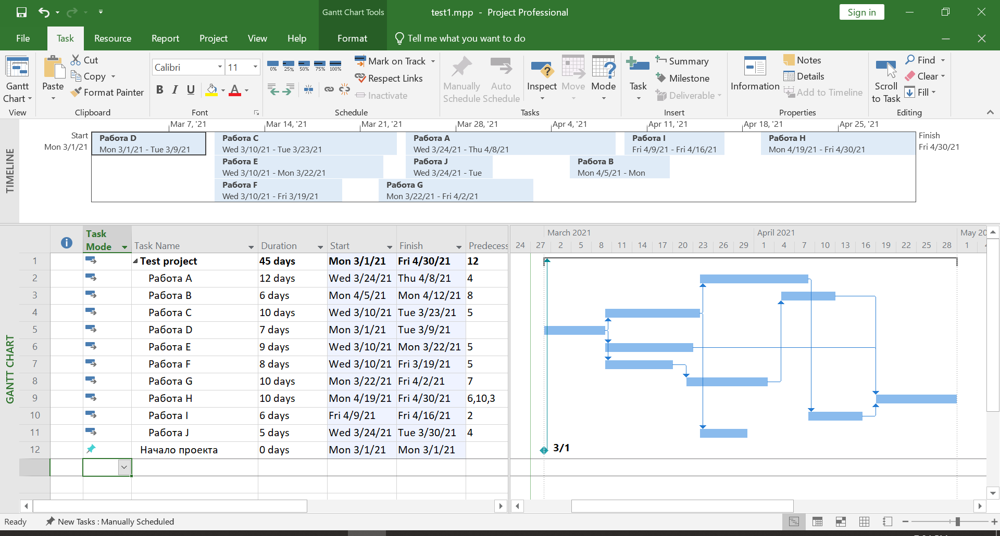 Gantt Chart Tools
test1.mpp - Project Professional
Sign in
File Task Resource Report Project View Help Format Tell me what you want to do
Gantt Chart
View
Paste
Cut
Copy
Format Painter
Clipboard
Calibri 11
B I U A
Font
0% 25% 50% 75% 100%
Mark on Track
Respect Links
Inactivate
Schedule
Manually Schedule
Auto Schedule
Inspect
Move
Mode
Tasks
Task
Summary
Milestone
Deliverable
Insert
Information
Notes
Details
Add to Timeline
Properties
Scroll to Task
Find
Clear
Fill
Editing
TIMELINE
Mar 7, '21 Mar 14, '21 Mar 21, '21 Mar 28, '21 Apr 4, '21 Apr 11, '21 Apr 18, '21 Apr 25, '21
Start
Mon 3/1/21
Работа D
Mon 3/1/21 - Tue 3/9/21
Работа C
Wed 3/10/21 - Tue 3/23/21
Работа A
Wed 3/24/21 - Thu 4/8/21
Работа I
Fri 4/9/21 - Fri 4/16/21
Работа H
Mon 4/19/21 - Fri 4/30/21
Finish
Fri 4/30/21
Работа E
Wed 3/10/21 - Mon 3/22/21
Работа J
Wed 3/24/21 - Tue
Работа B
Mon 4/5/21 - Mon
Работа F
Wed 3/10/21 - Fri 3/19/21
Работа G
Mon 3/22/21 - Fri 4/2/21
GANTT CHART
Task Mode Task Name Duration Start Finish Predecess
March 2021 April 2021 May 20
24 27 2 5 8 11 14 17 20 23 26 29 1 4 7 10 13 16 19 22 25 28 1
1 Test project 45 days Mon 3/1/21 Fri 4/30/21 12
2 Работа A 12 days Wed 3/24/21 Thu 4/8/21 4
3 Работа B 6 days Mon 4/5/21 Mon 4/12/21 8
4 Работа C 10 days Wed 3/10/21 Tue 3/23/21 5
5 Работа D 7 days Mon 3/1/21 Tue 3/9/21
6 Работа E 9 days Wed 3/10/21 Mon 3/22/21 5
7 Работа F 8 days Wed 3/10/21 Fri 3/19/21 5
8 Работа G 10 days Mon 3/22/21 Fri 4/2/21 7
9 Работа H 10 days Mon 4/19/21 Fri 4/30/21 6,10,3
10 Работа I 6 days Fri 4/9/21 Fri 4/16/21 2
11 Работа J 5 days Wed 3/24/21 Tue 3/30/21 4
12 Начало проекта 0 days Mon 3/1/21 Mon 3/1/21
3/1
Ready New Tasks : Manually Scheduled